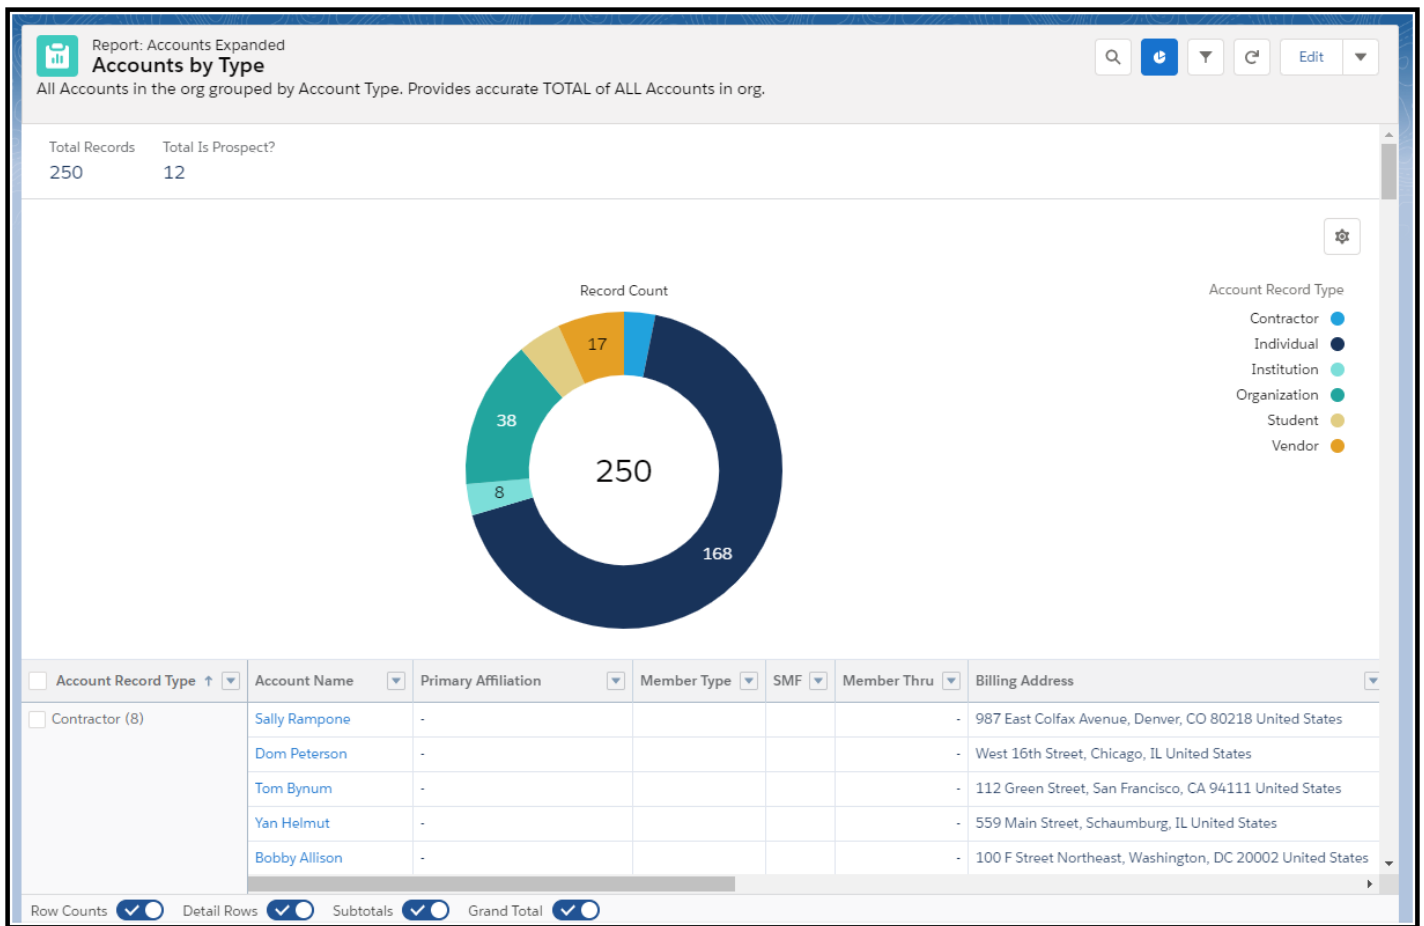 Report: Accounts Expanded
Accounts by Type
All Accounts in the org grouped by Account Type. Provides accurate TOTAL of ALL Accounts in org.
Edit
Total Records Total Is Prospect?
250 12
Record Count
Account Record Type
Contractor
Individual
Institution
Organization
Student
Vendor
17
38
8
250
168
Account Record Type ↑ Account Name Primary Affiliation Member Type SMF Member Thru Billing Address
Contractor (8) Sally Rampone - - 987 East Colfax Avenue, Denver, CO 80218 United States
Dom Peterson - - West 16th Street, Chicago, IL United States
Tom Bynum - - 112 Green Street, San Francisco, CA 94111 United States
Yan Helmut - - 559 Main Street, Schaumburg, IL United States
Bobby Allison - - 100 F Street Northeast, Washington, DC 20002 United States
Row Counts Detail Rows Subtotals Grand Total